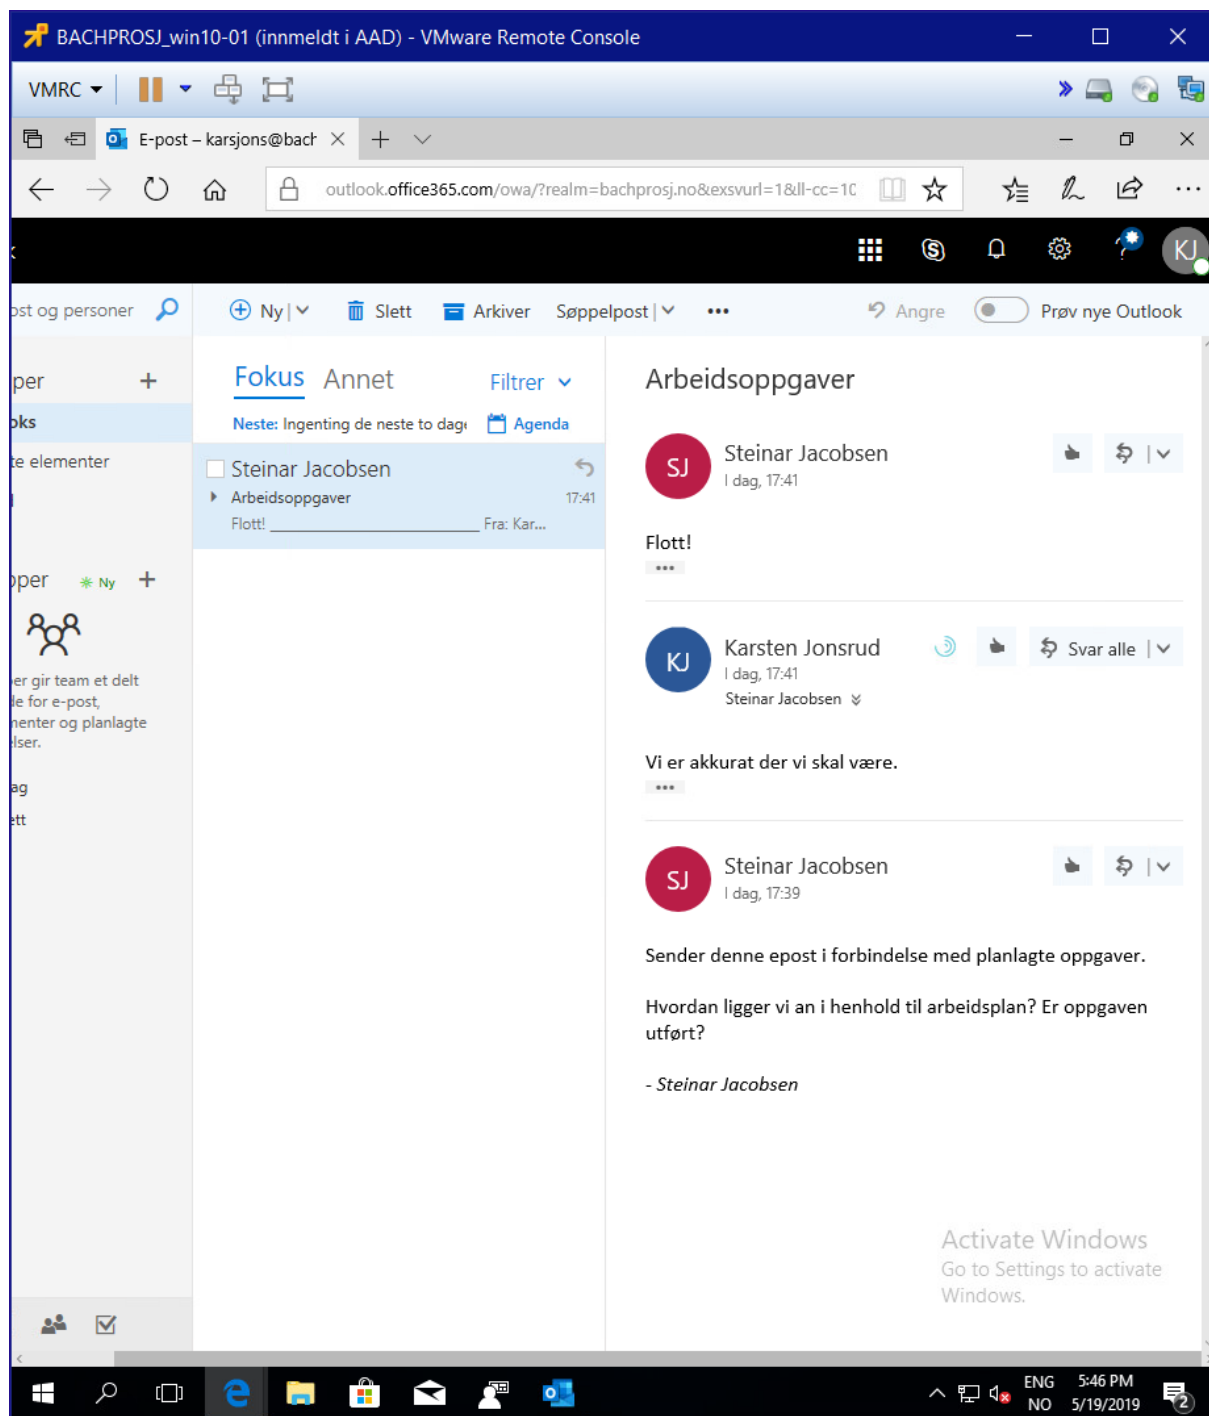 BACHPROSJ_win10-01 (innmeldt i AAD) - VMware Remote Console
VMRC
E-post – karsjons@bach
outlook.office365.com/owa/?realm=bachprosj.no&exsvurl=1&ll-cc=10
KJ
ost og personer
Ny
Slett
Arkiver
Søppelpost
Angre
Prøv nye Outlook
per
oks
te elementer
pper
Ny
er gir team et delt
de for e-post,
menter og planlagte
elser.
ag
ett
Fokus
Annet
Filtrer
Neste: Ingenting de neste to dage
Agenda
Steinar Jacobsen
Arbeidsoppgaver
17:41
Flott! ________________________ Fra: Kar...
Arbeidsoppgaver
SJ
Steinar Jacobsen
I dag, 17:41
Flott!
KJ
Karsten Jonsrud
Svar alle
I dag, 17:41
Steinar Jacobsen
Vi er akkurat der vi skal være.
SJ
Steinar Jacobsen
I dag, 17:39
Sender denne epost i forbindelse med planlagte oppgaver.
Hvordan ligger vi an i henhold til arbeidsplan? Er oppgaven
utført?
- Steinar Jacobsen
Activate Windows
Go to Settings to activate
Windows.
ENG
NO
5:46 PM
5/19/2019
2